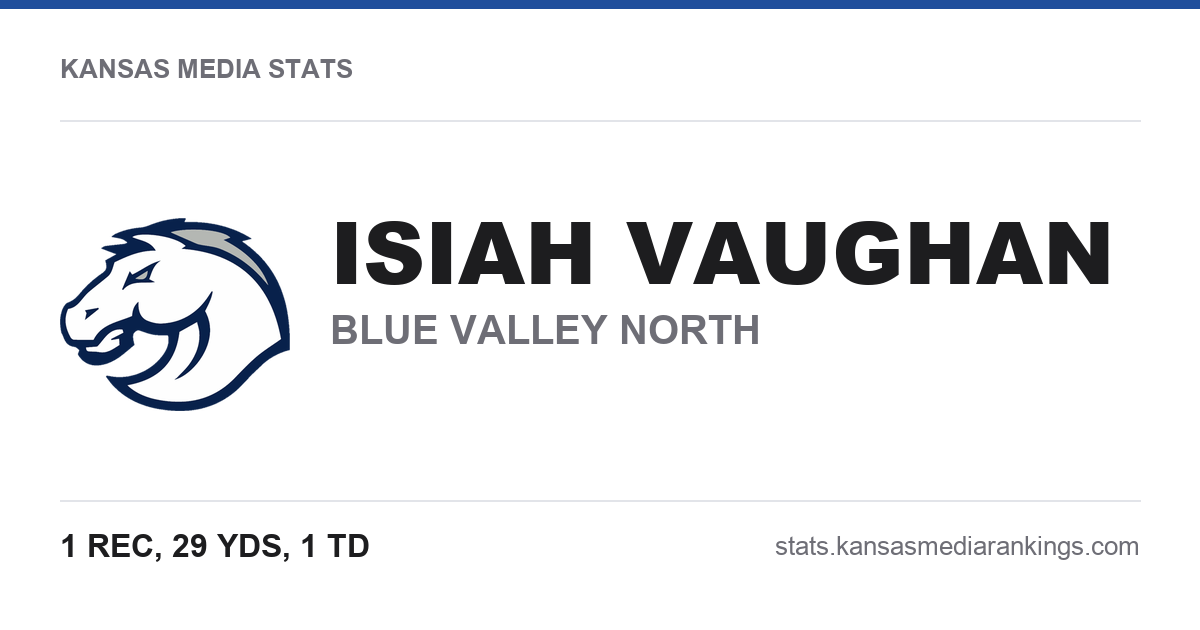 KANSAS MEDIA STATS
ISIAH VAUGHAN
BLUE VALLEY NORTH
1 REC, 29 YDS, 1 TD
stats.kansasmediarankings.com